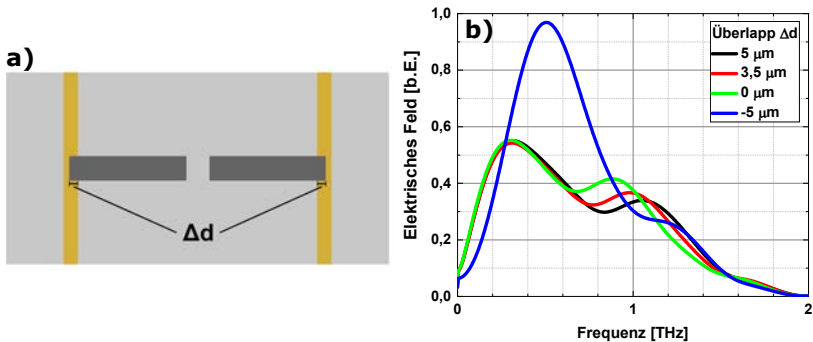 a)
Δd
b)
Elektrisches Feld [b.E.]
1,0
0,8
0,6
0,4
0,2
0,0
0
1
2
Frequenz [THz]
Überlapp Δd
5 μm
3,5 μm
0 μm
-5 μm